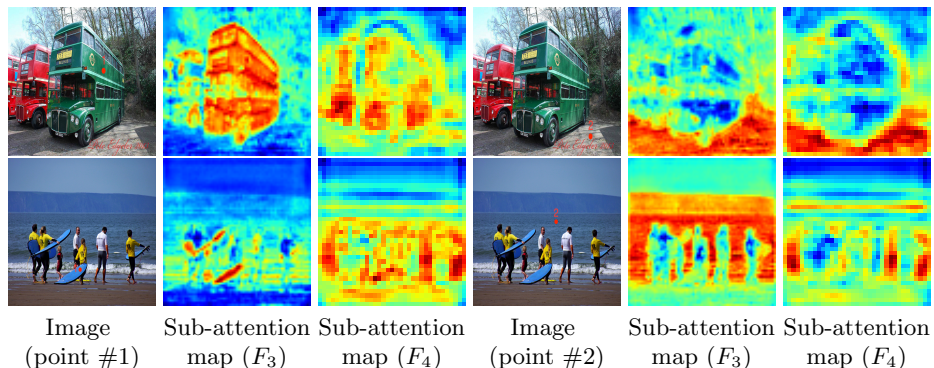 Image
(point #1)
Sub-attention
map (F₃)
Sub-attention
map (F₄)
Image
(point #2)
Sub-attention
map (F₃)
Sub-attention
map (F₄)